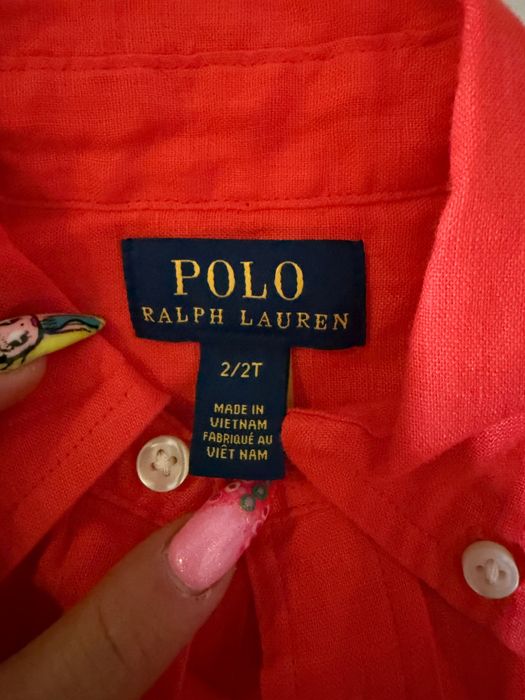 POLO
RALPH LAUREN
2/2T
MADE IN
VIETNAM
FABRIQUÉ AU
VIÊT NAM